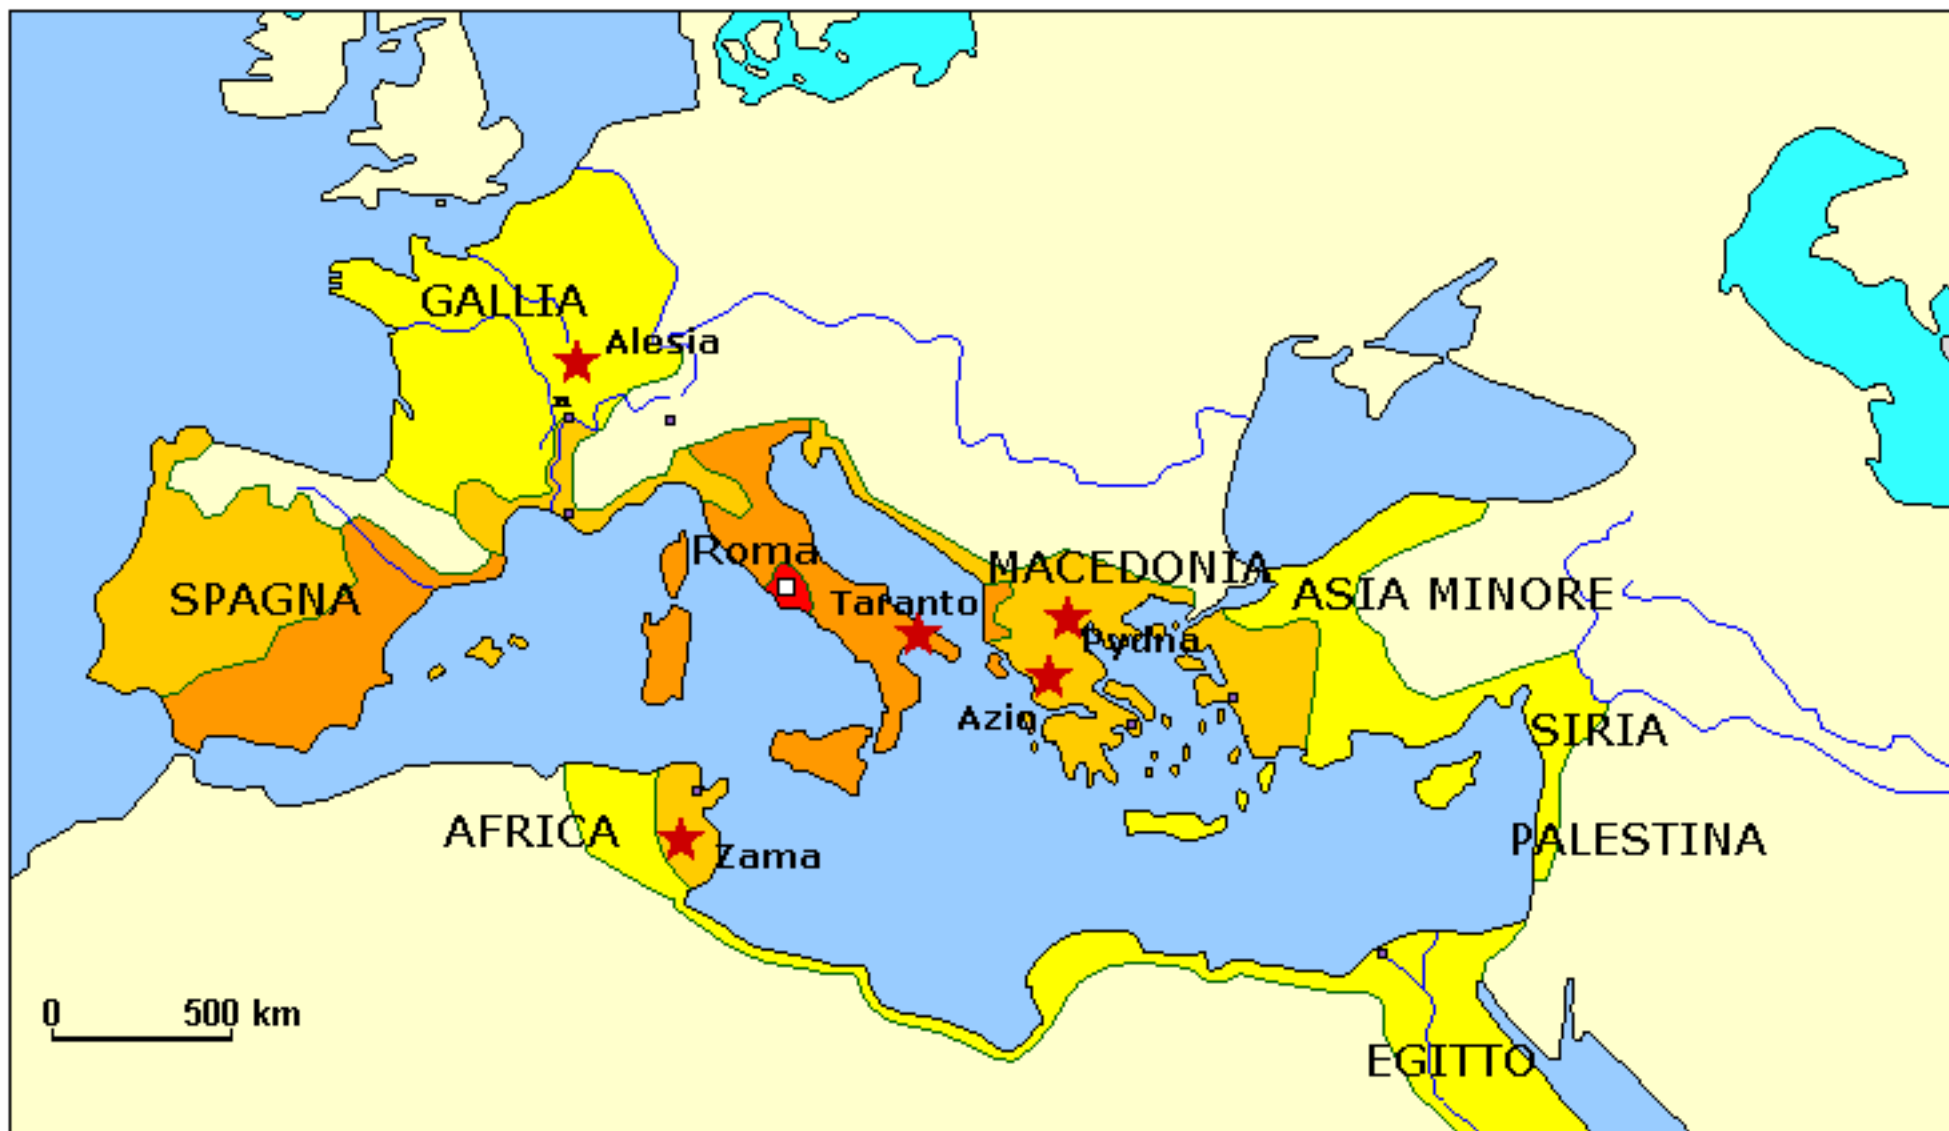 GALLIA
Alesia
Roma
MACEDONIA
SPAGNA
Taranto
ASIA MINORE
Pydna
Azio
SIRIA
AFRICA
Zama
PALESTINA
0 500 km
EGITTO